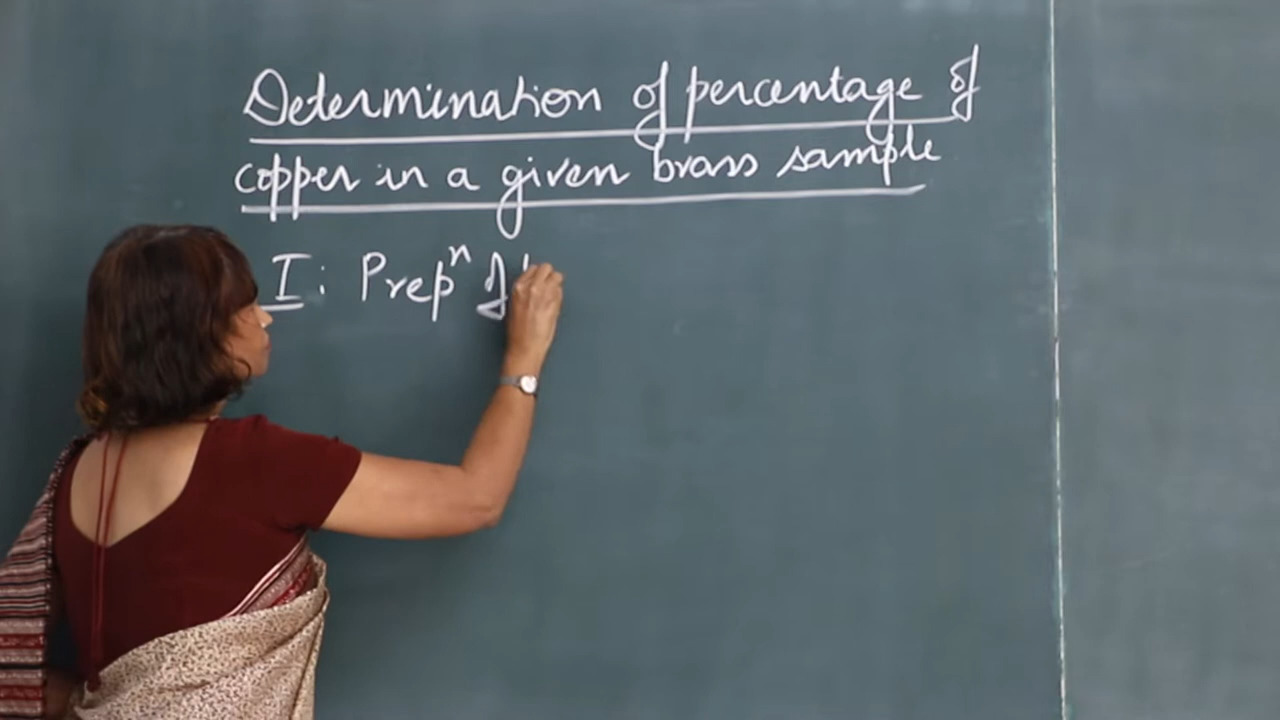 Determination of percentage of
copper in a given brass sample
I: Prepⁿ of